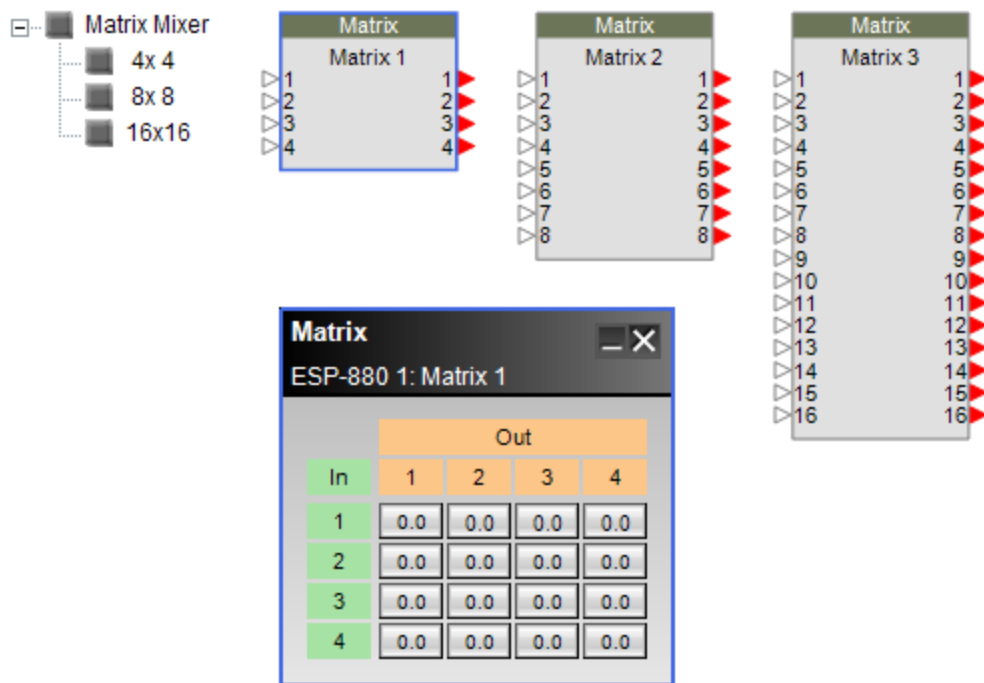 Matrix Mixer
4x 4
8x 8
16x16
Matrix
Matrix 1
1 1
2 2
3 3
4 4
Matrix
Matrix 2
1 1
2 2
3 3
4 4
5 5
6 6
7 7
8 8
Matrix
Matrix 3
1 1
2 2
3 3
4 4
5 5
6 6
7 7
8 8
9 9
10 10
11 11
12 12
13 13
14 14
15 15
16 16
Matrix
ESP-880 1: Matrix 1
Out
In 1 2 3 4
1 0.0 0.0 0.0 0.0
2 0.0 0.0 0.0 0.0
3 0.0 0.0 0.0 0.0
4 0.0 0.0 0.0 0.0